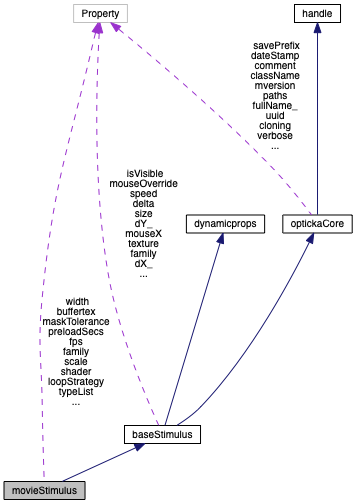 Property
handle
savePrefix
dateStamp
comment
className
mversion
paths
fullName_
uuid
cloning
verbose
...
isVisible
mouseOverride
speed
delta
size
dY_
mouseX
texture
family
dX_
...
dynamicprops
optickaCore
width
buffertex
maskTolerance
preloadSecs
fps
family
scale
shader
loopStrategy
typeList
...
baseStimulus
movieStimulus